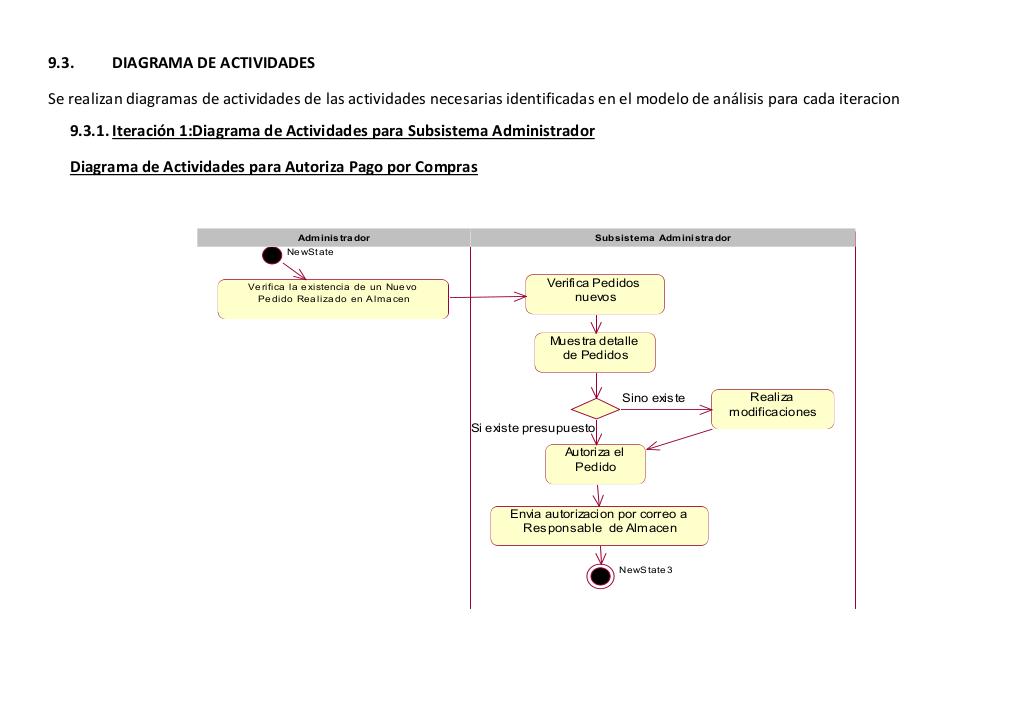 9.3. DIAGRAMA DE ACTIVIDADES
Se realizan diagramas de actividades de las actividades necesarias identificadas en el modelo de análisis para cada iteracion
9.3.1. Iteración 1:Diagrama de Actividades para Subsistema Administrador
Diagrama de Actividades para Autoriza Pago por Compras
Administrador
Subsistema Administrador
NewState
Verifica la existencia de un Nuevo
Pedido Realizado en Almacen
Verifica Pedidos
nuevos
Muestra detalle
de Pedidos
Sino existe
Realiza
modificaciones
Si existe presupuesto
Autoriza el
Pedido
Envia autorizacion por correo a
Responsable de Almacen
NewState3